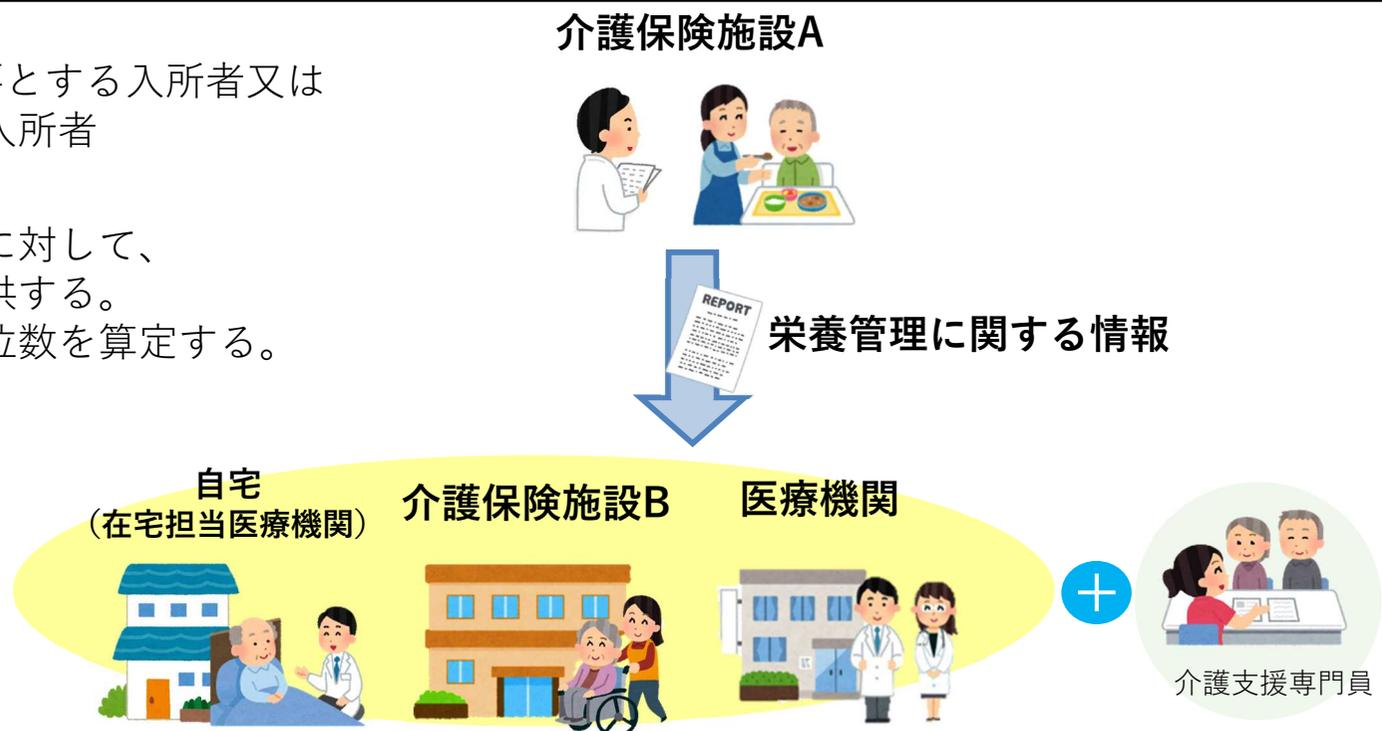 介護保険施設A
要とする入所者又は
入所者
に対して、
供する。
位数を算定する。
REPORT
栄養管理に関する情報
自宅
（在宅担当医療機関）
介護保険施設B
医療機関
＋
介護支援専門員